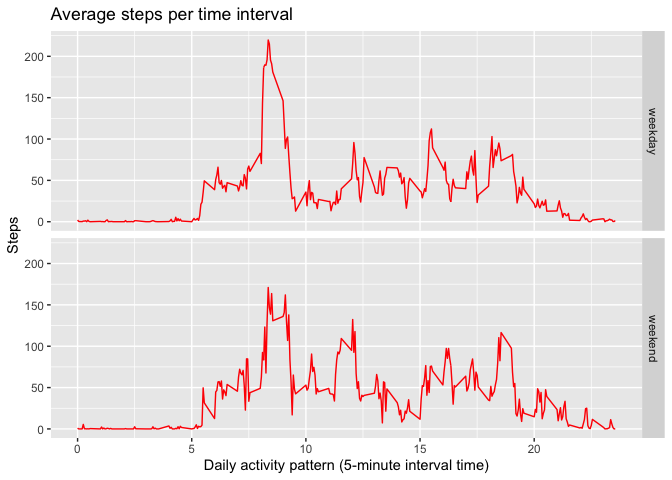 Average steps per time interval
200
150
100
50
0
weekday
Steps
200
150
100
50
0
weekend
0 5 10 15 20
Daily activity pattern (5-minute interval time)